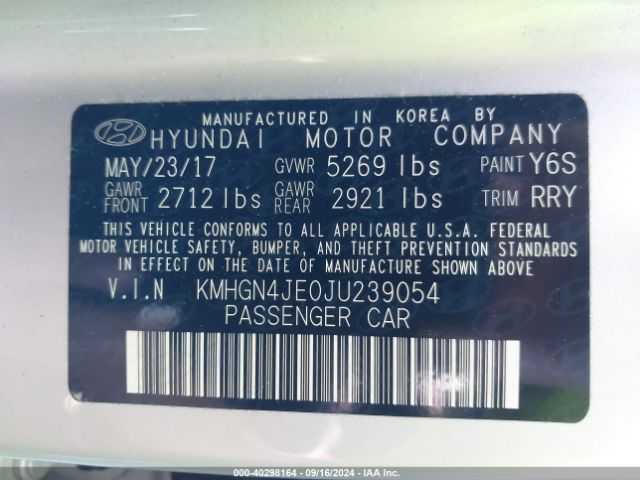 MANUFACTURED IN KOREA BY
HYUNDAI MOTOR COMPANY
MAY/23/17 GVWR 5269 lbs PAINT Y6S
GAWR FRONT 2712 lbs GAWR REAR 2921 lbs TRIM RRY
THIS VEHICLE CONFORMS TO ALL APPLICABLE U.S.A. FEDERAL
MOTOR VEHICLE SAFETY, BUMPER, AND THEFT PREVENTION STANDARDS
IN EFFECT ON THE DATE OF MANUFACTURE SHOWN ABOVE.
V.I.N KMHGN4JE0JU239054
PASSENGER CAR
000-40298164 - 09/16/2024 - IAA Inc.